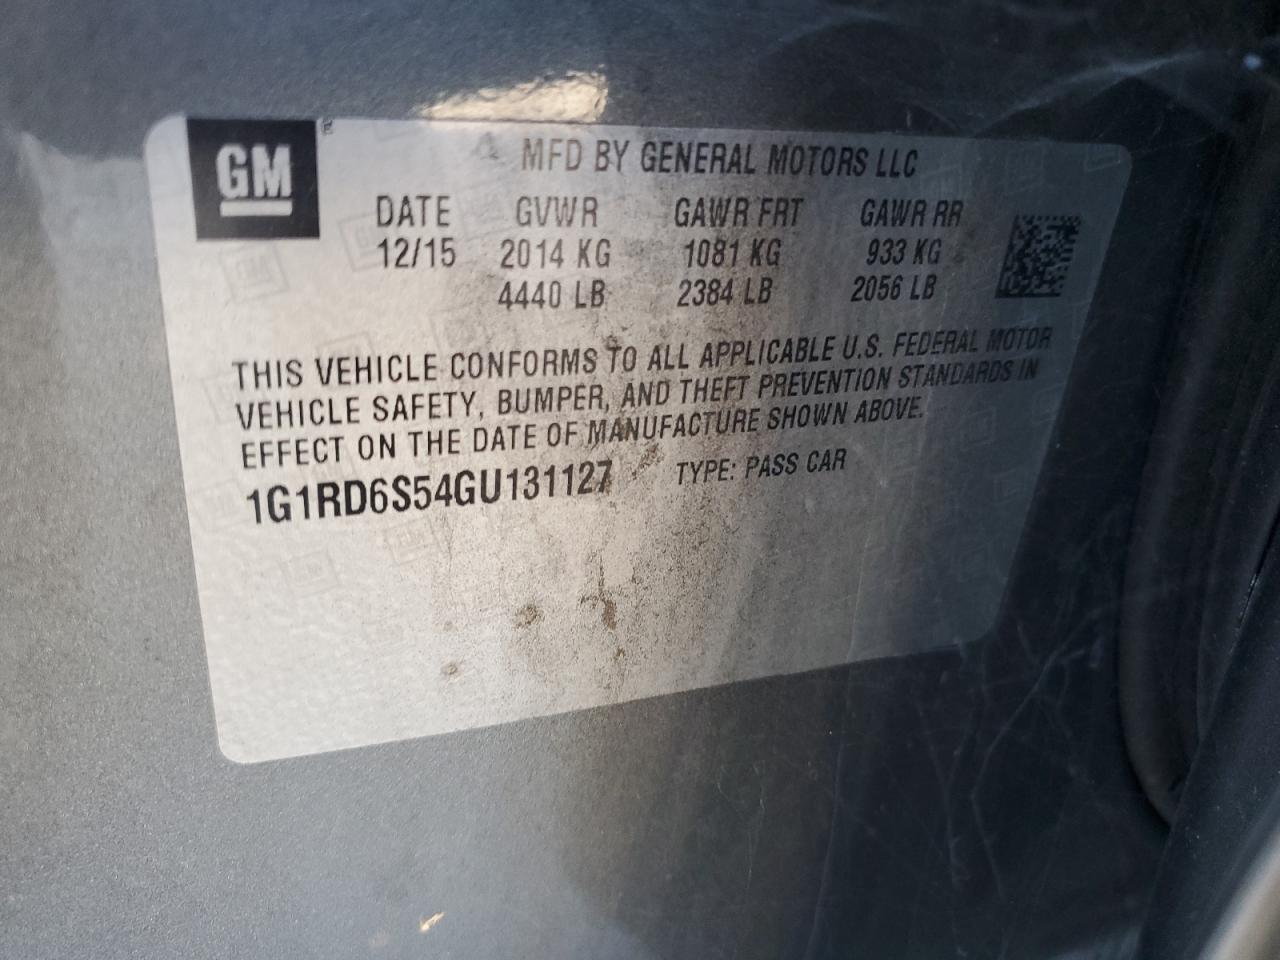 GM
MFD BY GENERAL MOTORS LLC
DATE GVWR GAWR FRT GAWR RR
12/15 2014 KG 1081 KG 933 KG
4440 LB 2384 LB 2056 LB
THIS VEHICLE CONFORMS TO ALL APPLICABLE U.S. FEDERAL MOTOR
VEHICLE SAFETY, BUMPER, AND THEFT PREVENTION STANDARDS IN
EFFECT ON THE DATE OF MANUFACTURE SHOWN ABOVE.
1G1RD6S54GU131127 TYPE: PASS CAR